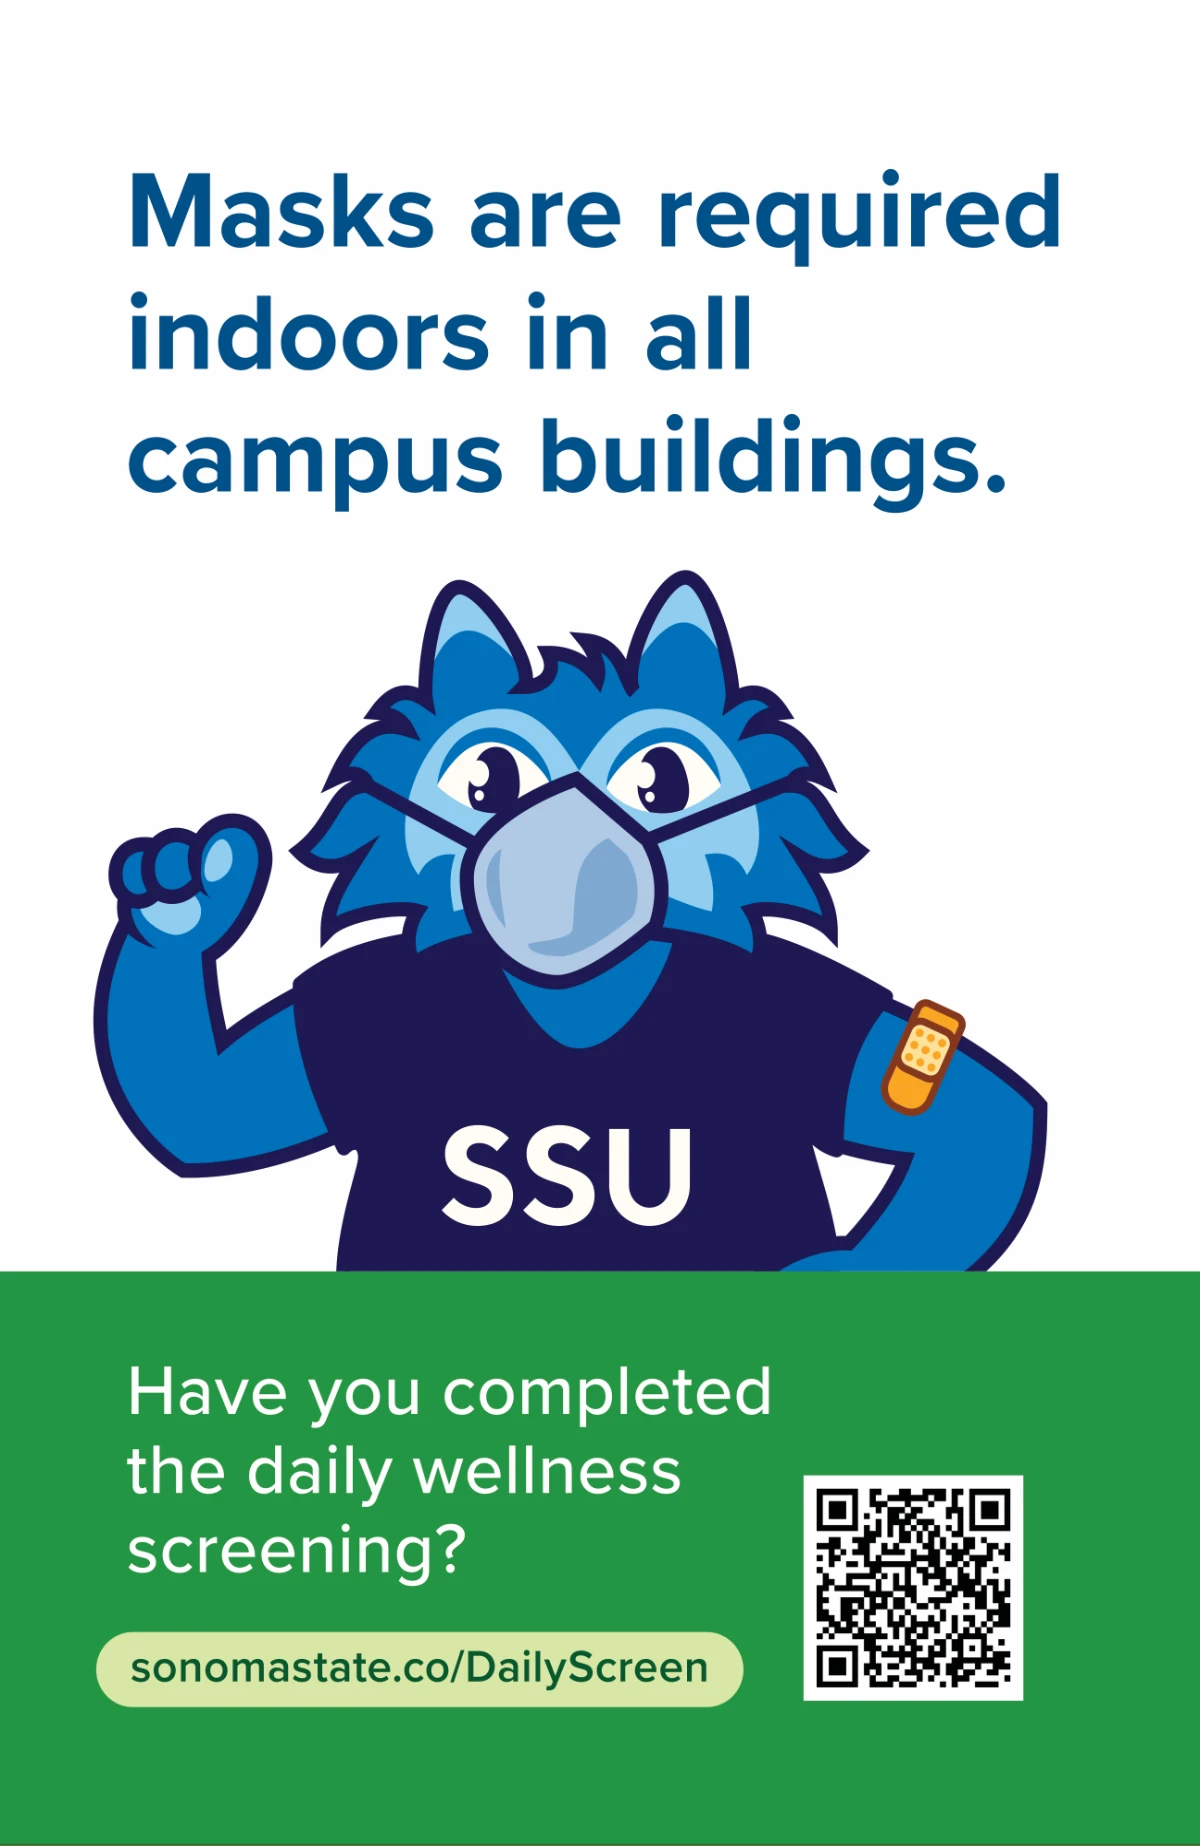 Masks are required
indoors in all
campus buildings.
SSU
Have you completed
the daily wellness
screening?
sonomastate.co/DailyScreen